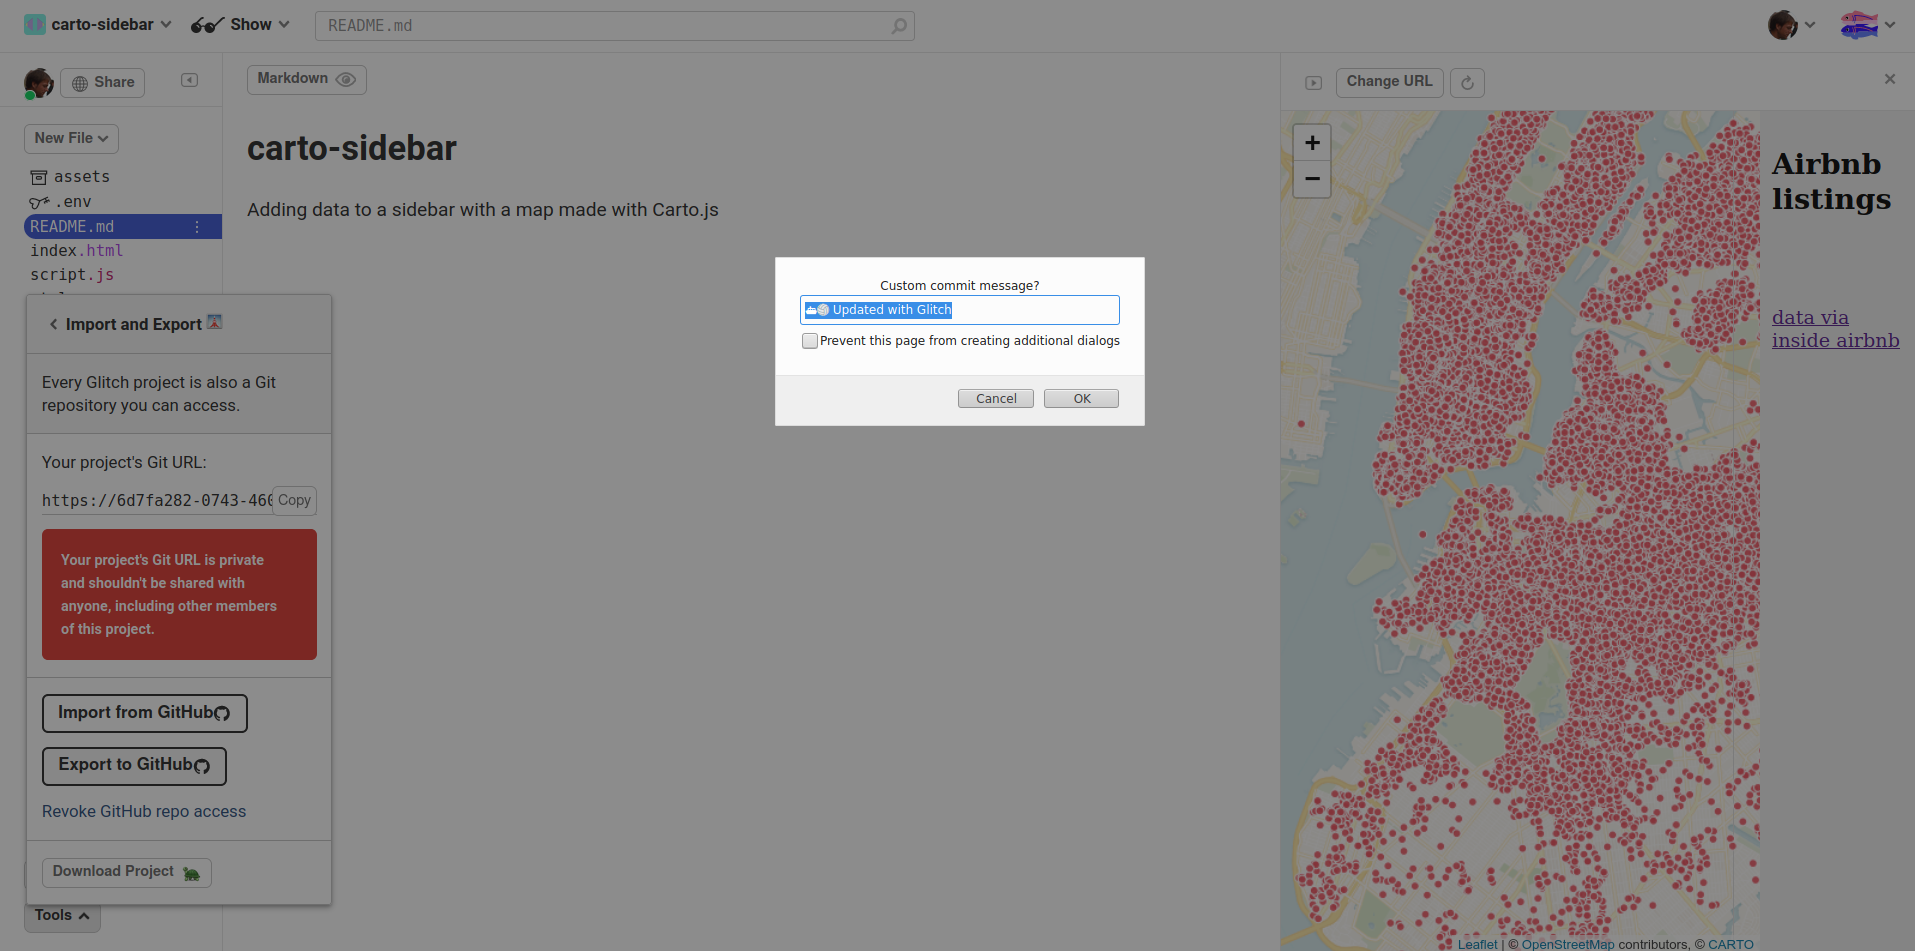 carto-sidebar
Show
README.md
Share
Markdown
Change URL
New File
assets
.env
README.md
index.html
script.js
carto-sidebar
Adding data to a sidebar with a map made with Carto.js
Custom commit message?
Updated with Glitch
Prevent this page from creating additional dialogs
Cancel
OK
Import and Export
Every Glitch project is also a Git
repository you can access.
Your project's Git URL:
https://6d7fa282-0743-460
Copy
Your project's Git URL is private
and shouldn't be shared with
anyone, including other members
of this project.
Import from GitHub
Export to GitHub
Revoke GitHub repo access
Download Project
Tools
+
−
Airbnb
listings
data via
inside airbnb
Leaflet | © OpenStreetMap contributors, © CARTO